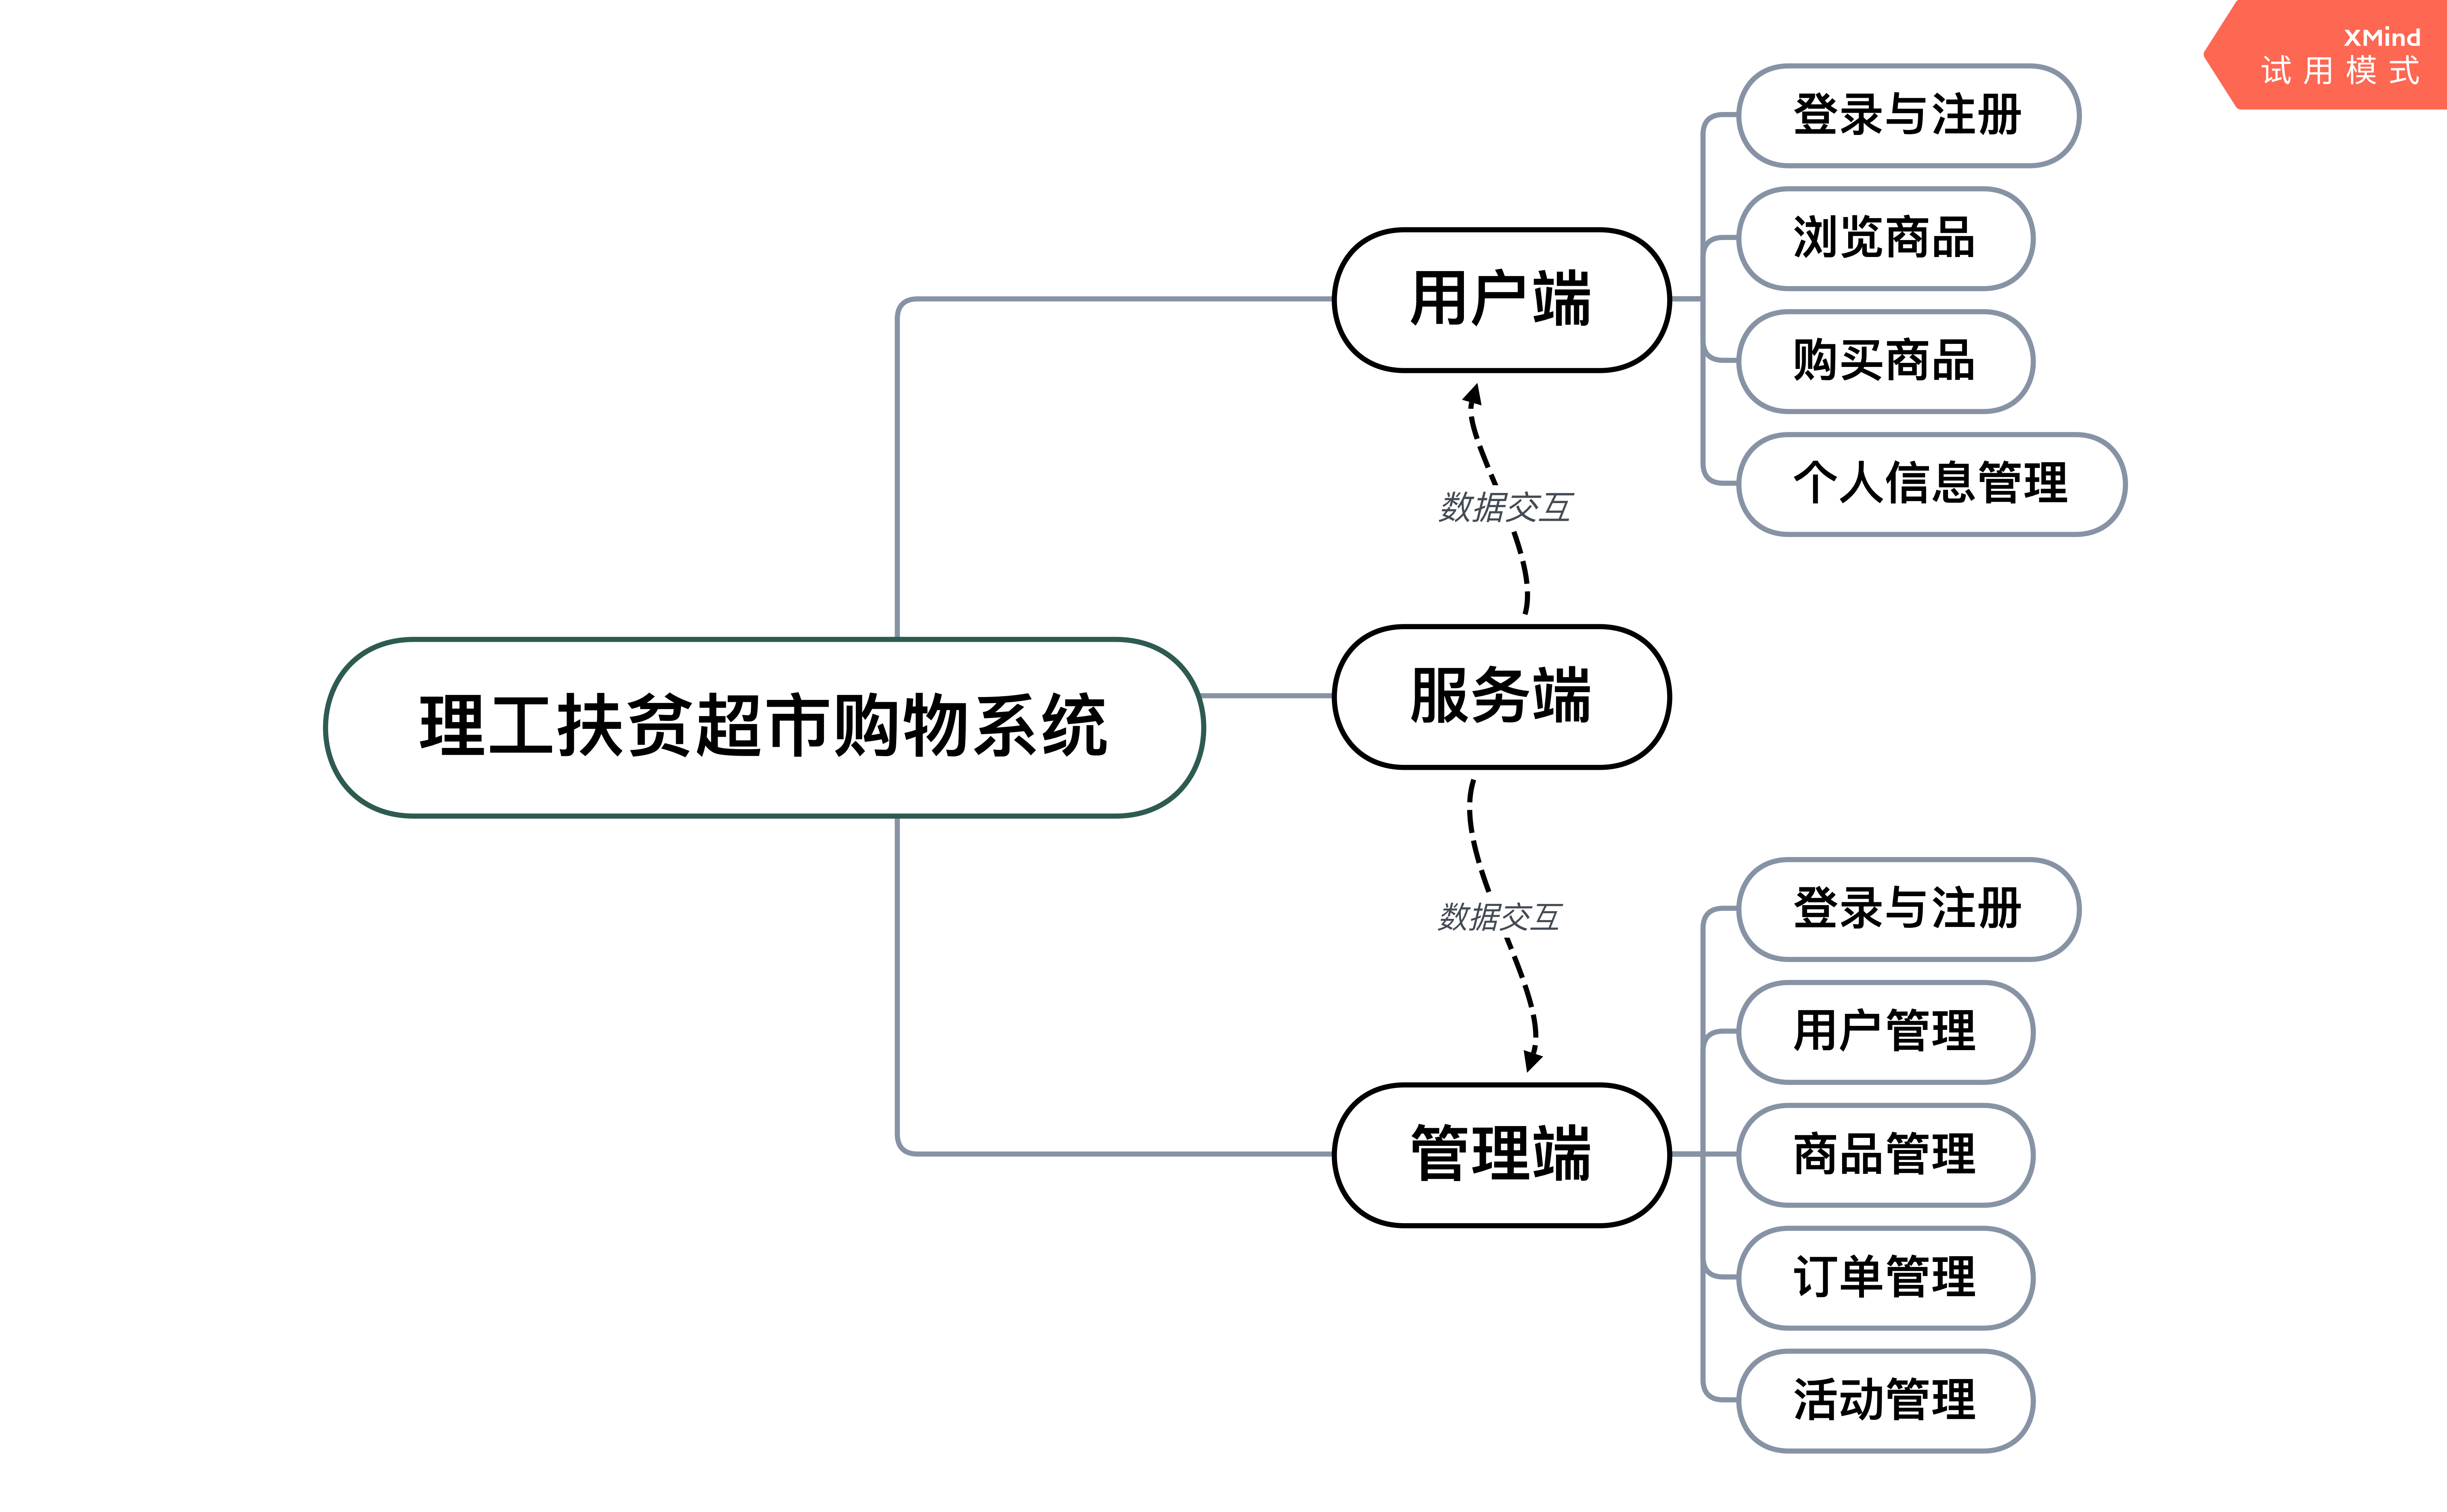 XMind
试用模式
理工扶贫超市购物系统
用户端
登录与注册
浏览商品
购买商品
个人信息管理
数据交互
服务端
数据交互
管理端
登录与注册
用户管理
商品管理
订单管理
活动管理